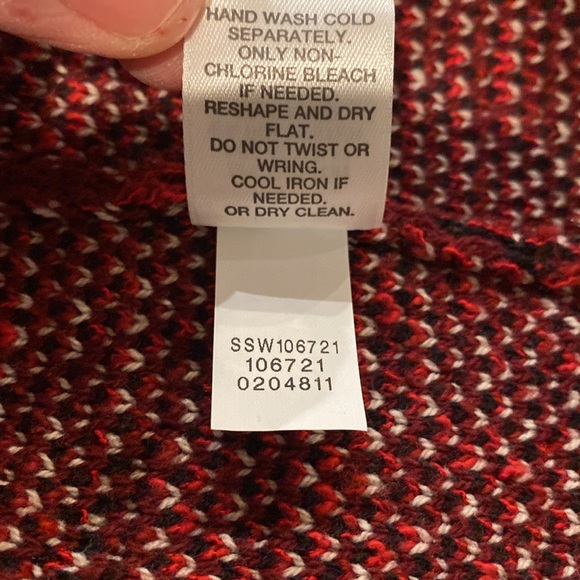 HAND WASH COLD
SEPARATELY.
ONLY NON-
CHLORINE BLEACH
IF NEEDED.
RESHAPE AND DRY
FLAT.
DO NOT TWIST OR
WRING.
COOL IRON IF
NEEDED.
OR DRY CLEAN.
SSW106721
106721
0204811